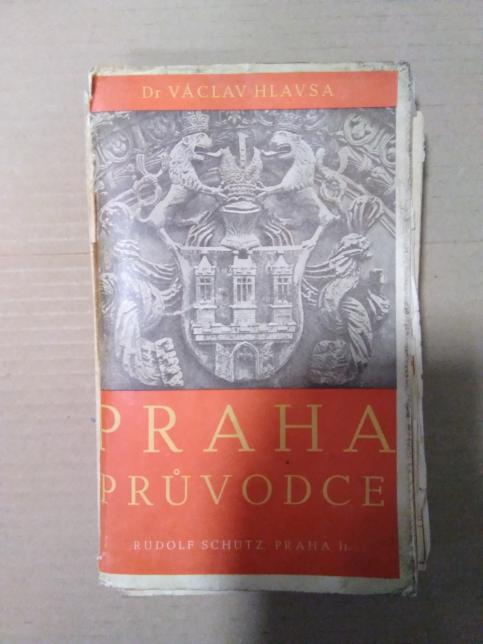 Dr VÁCLAV HLAVSA
PRAHA
PRŮVODCE
RUDOLF SCHÜTZ, PRAHA II.